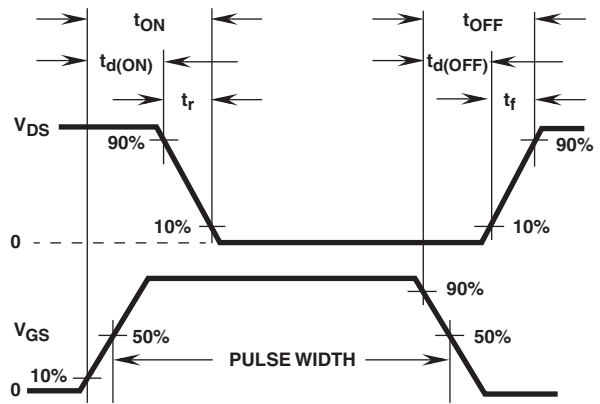 tON
tOFF
td(ON)
td(OFF)
tr
tf
VDS
90%
90%
10%
10%
0
90%
VGS
50%
50%
PULSE WIDTH
10%
0